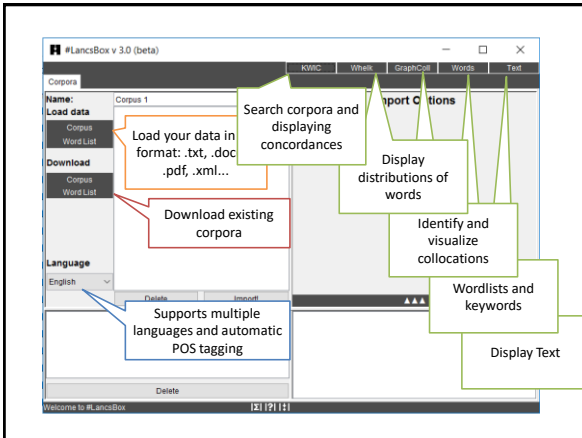 #LancsBox v 3.0 (beta)
KWIC Whelk GraphColl Words Text
Corpora
Name: Corpus 1
Load data
Corpus
Word List
Download
Corpus
Word List
Language
English
Search corpora and
displaying
concordances
Load your data in
format: .txt, .doc
.pdf, .xml...
Options
Display
distributions of
words
Download existing
corpora
Identify and
visualize
collocations
Wordlists and
keywords
Display Text
Delete Import!
Supports multiple
languages and automatic
POS tagging
Delete
Welcome to #LancsBox